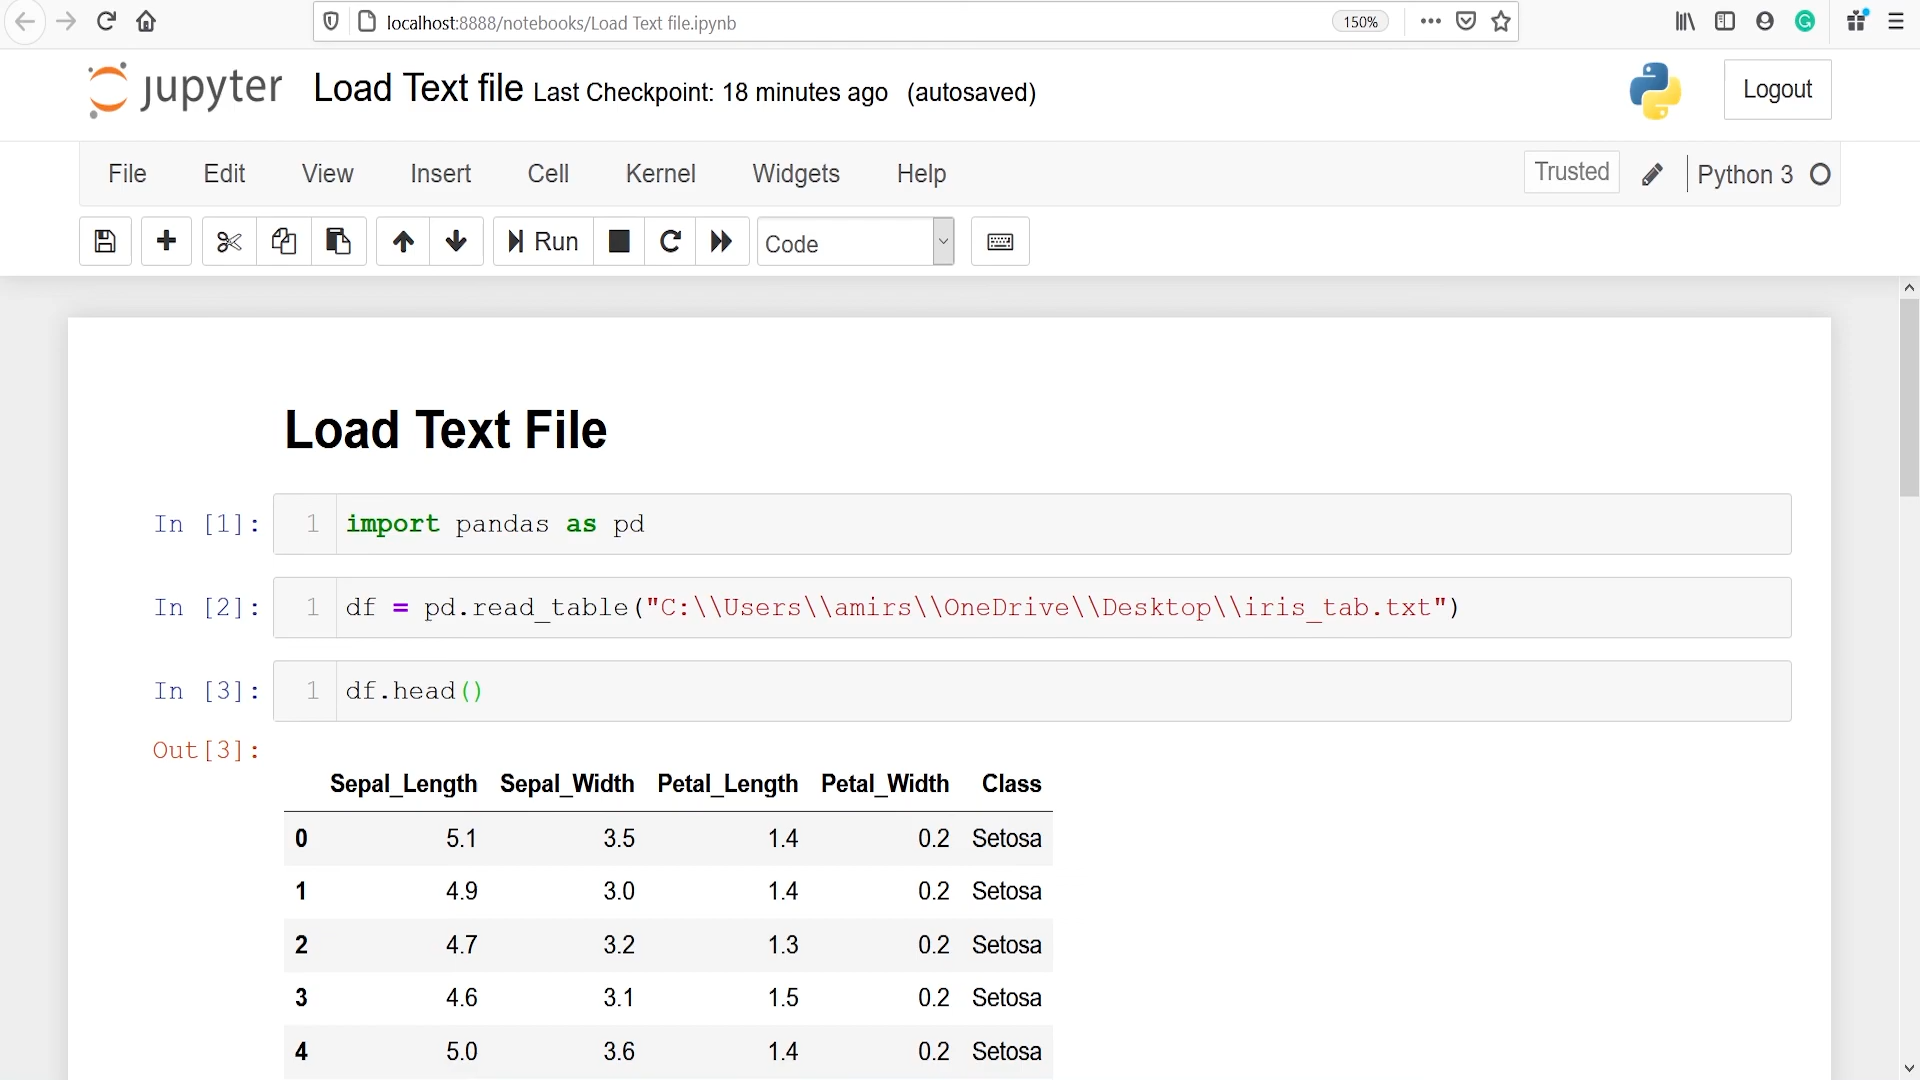 localhost:8888/notebooks/Load Text file.ipynb 150%
jupyter Load Text file Last Checkpoint: 18 minutes ago (autosaved) Logout
File Edit View Insert Cell Kernel Widgets Help Trusted Python 3
Run Code
Load Text File
In [1]: 1 import pandas as pd
In [2]: 1 df = pd.read_table("C:\\Users\\amirs\\OneDrive\\Desktop\\iris_tab.txt")
In [3]: 1 df.head()
Out[3]:
Sepal_Length Sepal_Width Petal_Length Petal_Width Class
0 5.1 3.5 1.4 0.2 Setosa
1 4.9 3.0 1.4 0.2 Setosa
2 4.7 3.2 1.3 0.2 Setosa
3 4.6 3.1 1.5 0.2 Setosa
4 5.0 3.6 1.4 0.2 Setosa